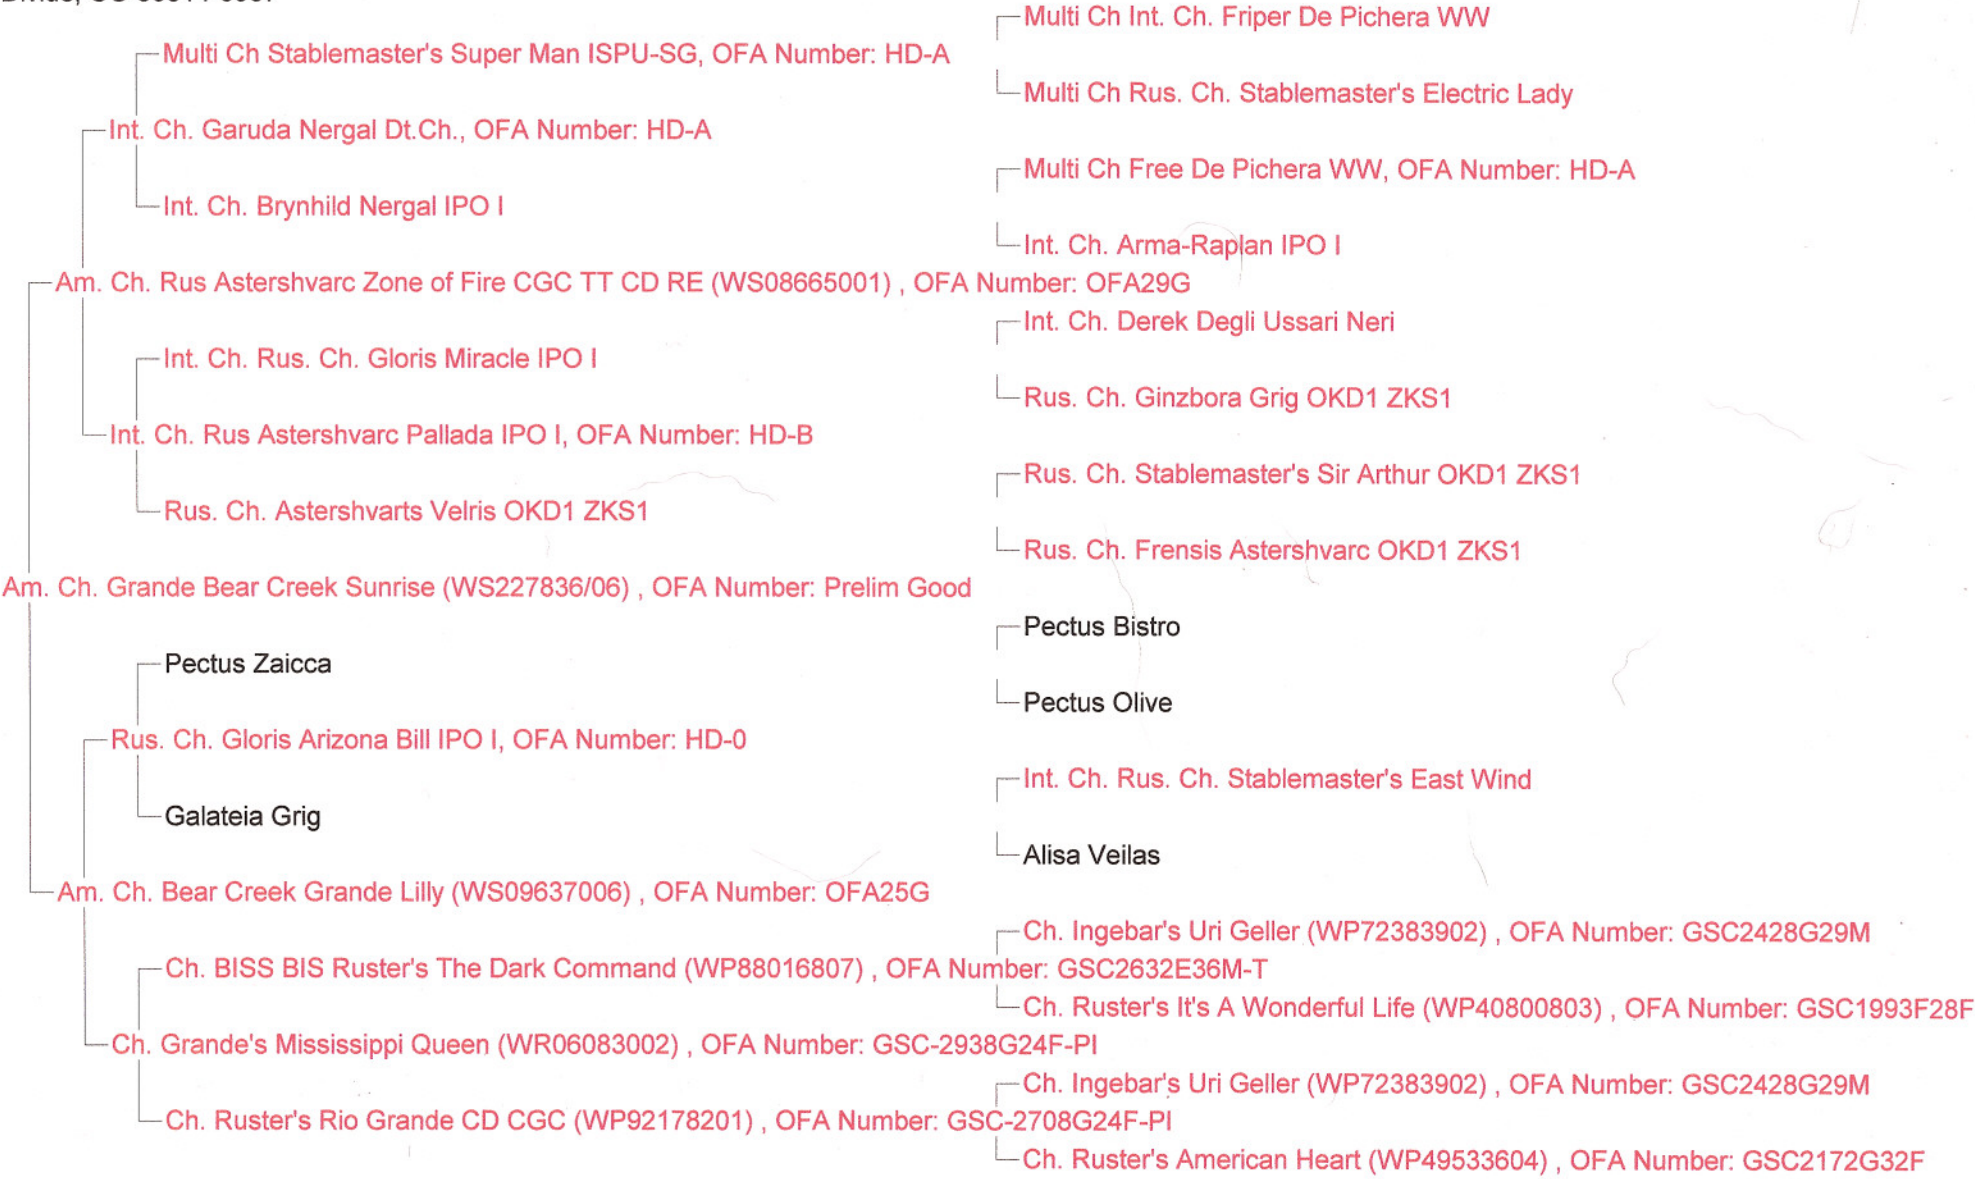 Multi Ch Int. Ch. Friper De Pichera WW
Multi Ch Stablemaster's Super Man ISPU-SG, OFA Number: HD-A
Multi Ch Rus. Ch. Stablemaster's Electric Lady
Int. Ch. Garuda Nergal Dt.Ch., OFA Number: HD-A
Multi Ch Free De Pichera WW, OFA Number: HD-A
Int. Ch. Brynhild Nergal IPO I
Int. Ch. Arma-Raplan IPO I
Am. Ch. Rus Astershvarc Zone of Fire CGC TT CD RE (WS08665001) , OFA Number: OFA29G
Int. Ch. Derek Degli Ussari Neri
Int. Ch. Rus. Ch. Gloris Miracle IPO I
Rus. Ch. Ginzbora Grig OKD1 ZKS1
Int. Ch. Rus Astershvarc Pallada IPO I, OFA Number: HD-B
Rus. Ch. Stablemaster's Sir Arthur OKD1 ZKS1
Rus. Ch. Astershvarts Velris OKD1 ZKS1
Rus. Ch. Frensis Astershvarc OKD1 ZKS1
Am. Ch. Grande Bear Creek Sunrise (WS227836/06) , OFA Number: Prelim Good
Pectus Bistro
Pectus Zaicca
Pectus Olive
Rus. Ch. Gloris Arizona Bill IPO I, OFA Number: HD-0
Int. Ch. Rus. Ch. Stablemaster's East Wind
Galateia Grig
Alisa Veilas
Am. Ch. Bear Creek Grande Lilly (WS09637006) , OFA Number: OFA25G
Ch. Ingebar's Uri Geller (WP72383902) , OFA Number: GSC2428G29M
Ch. BISS BIS Ruster's The Dark Command (WP88016807) , OFA Number: GSC2632E36M-T
Ch. Ruster's It's A Wonderful Life (WP40800803) , OFA Number: GSC1993F28F
Ch. Grande's Mississippi Queen (WR06083002) , OFA Number: GSC-2938G24F-PI
Ch. Ingebar's Uri Geller (WP72383902) , OFA Number: GSC2428G29M
Ch. Ruster's Rio Grande CD CGC (WP92178201) , OFA Number: GSC-2708G24F-PI
Ch. Ruster's American Heart (WP49533604) , OFA Number: GSC2172G32F